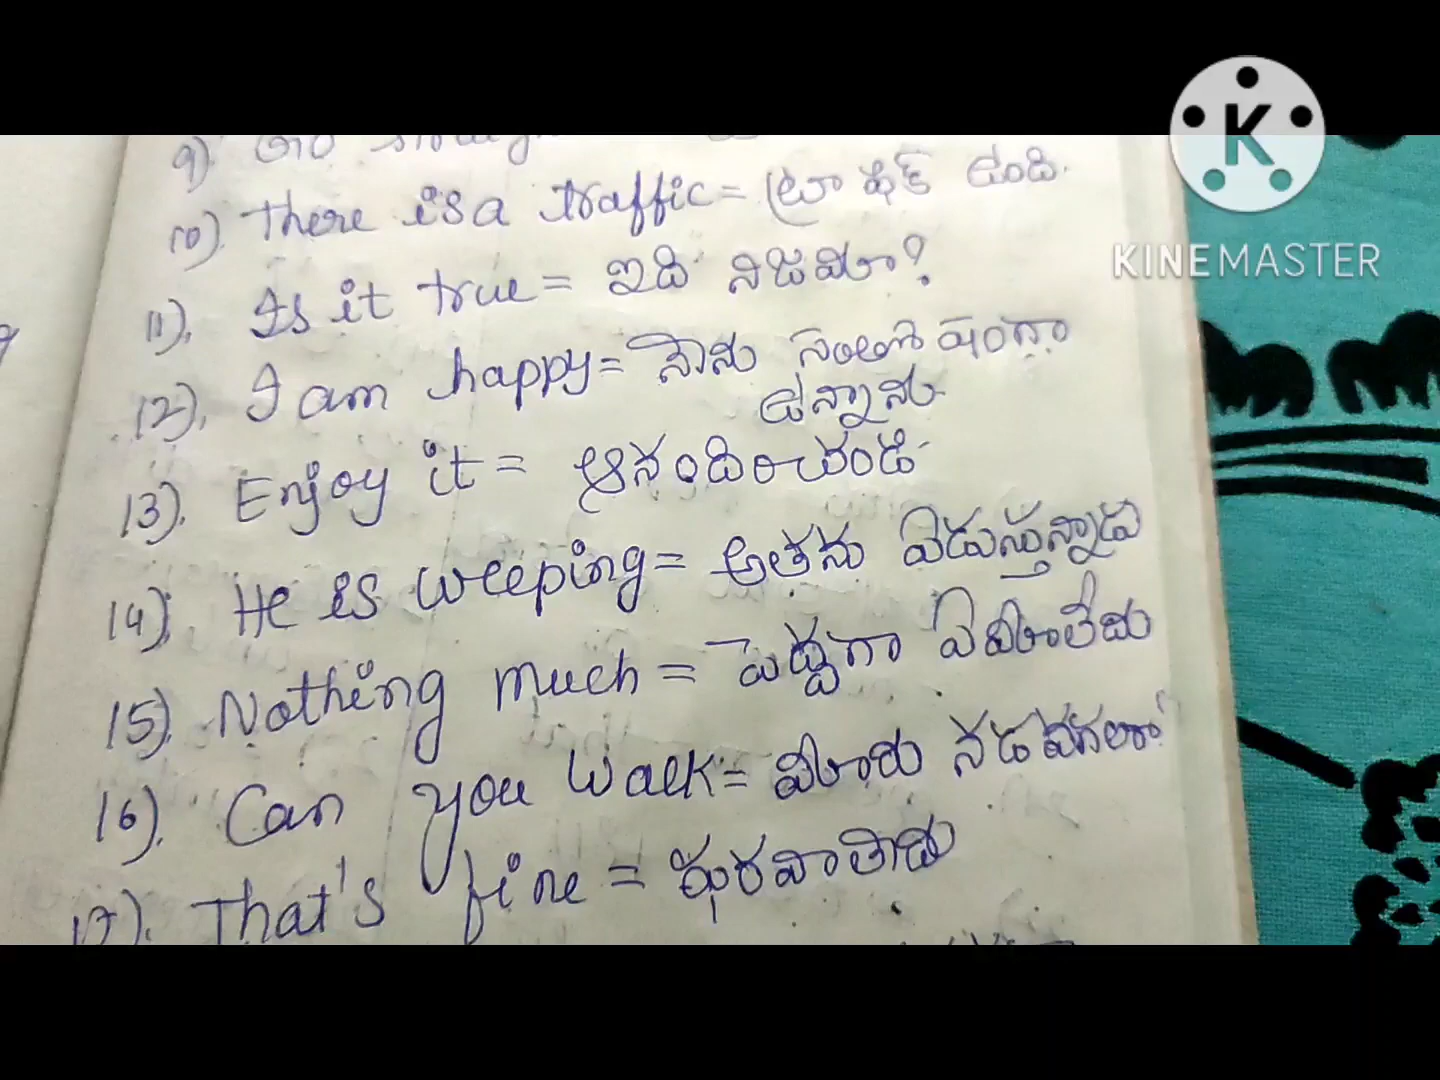 9). Go
10). There is a traffic = ట్రాఫిక్ ఉంది.
11). Is it true = ఇది నిజమా?
12). I am happy = నేను సంతోషంగా
ఉన్నాను
13). Enjoy it = ఆనందించండి
14). He is weeping = అతను ఏడుస్తున్నాడు
15). Nothing much = పెద్దగా ఏమీలేదు
16). Can you walk = మీరు నడవగలరా
17). That's fine =
K
KINEMASTER